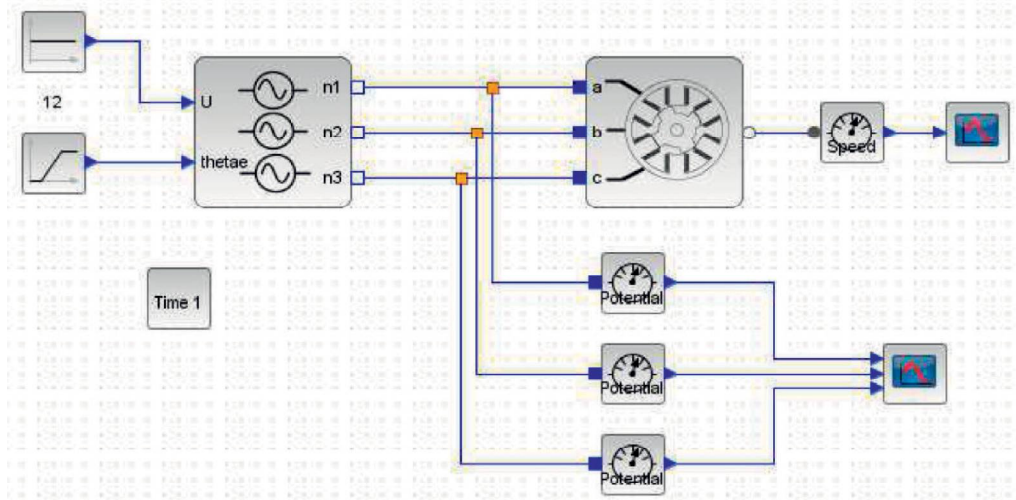 12
U
thetae
n1
n2
n3
a
b
c
Speed
Time 1
Potential
Potential
Potential